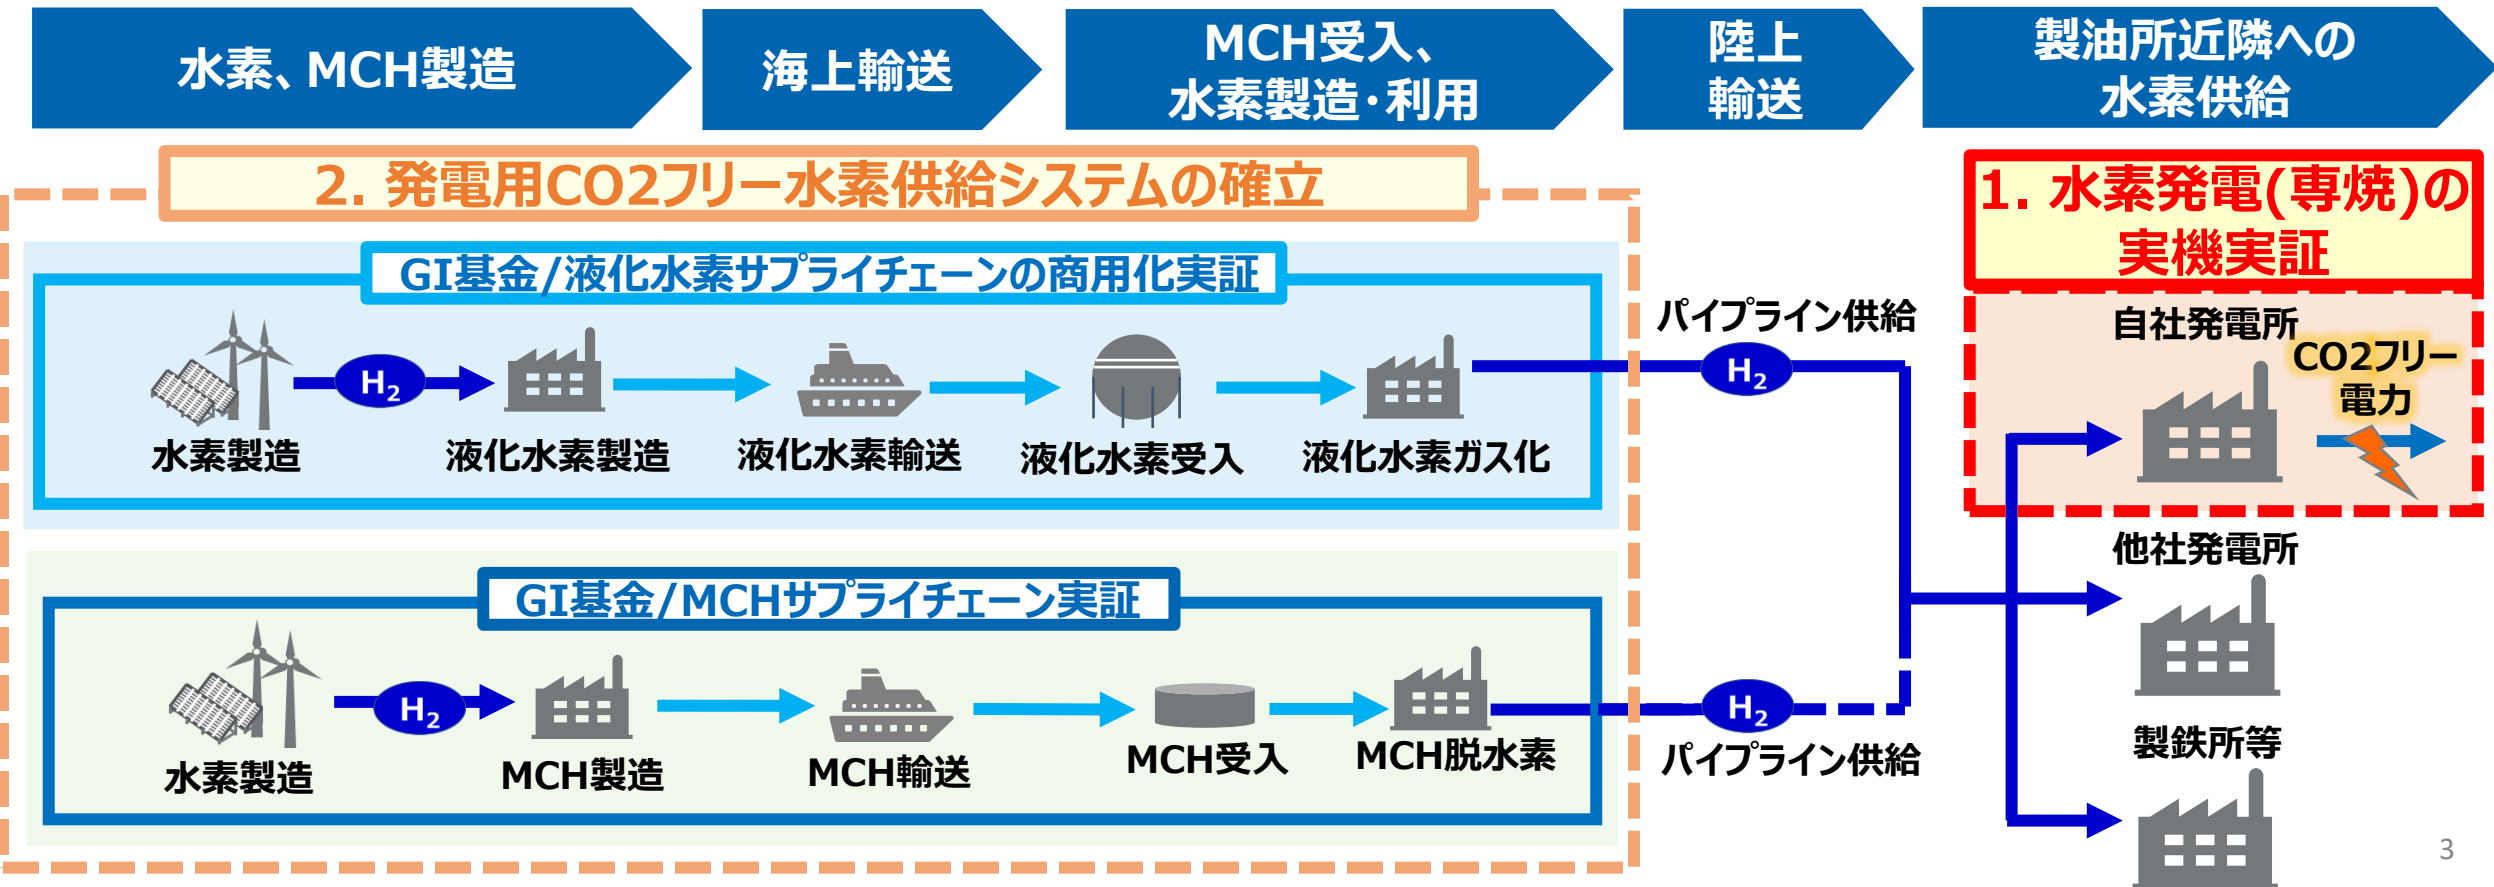 水素、MCH製造
海上輸送
MCH受入、
水素製造・利用
陸上
輸送
製油所近隣への
水素供給
2. 発電用CO2フリー水素供給システムの確立
1. 水素発電(専焼)の
実機実証
GI基金/液化水素サプライチェーンの商用化実証
パイプライン供給
自社発電所
CO2フリー
電力
H2
H2
水素製造
液化水素製造
液化水素輸送
液化水素受入
液化水素ガス化
他社発電所
GI基金/MCHサプライチェーン実証
H2
H2
水素製造
MCH製造
MCH輸送
MCH受入
MCH脱水素
パイプライン供給
製鉄所等
3